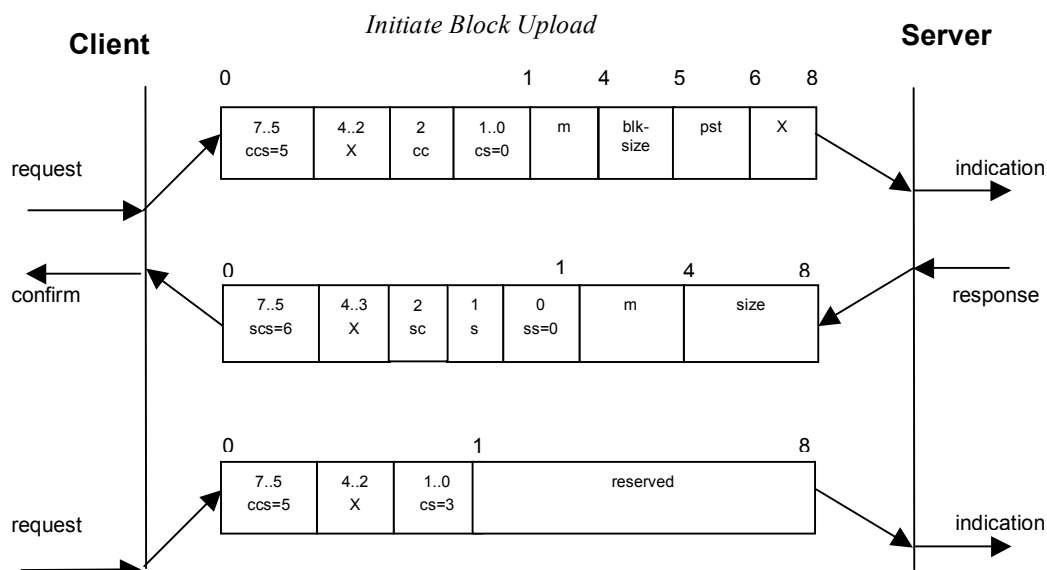 Initiate Block Upload
Client
Server
0 1 4 5 6 8
7..5 4..2 2 1..0 m blk- pst X
ccs=5 X cc cs=0 size
request
indication
0 1 4 8
7..5 4..3 2 1 0 m size
scs=6 X sc s ss=0
confirm
response
0 1 8
7..5 4..2 1..0 reserved
ccs=5 X cs=3
request
indication